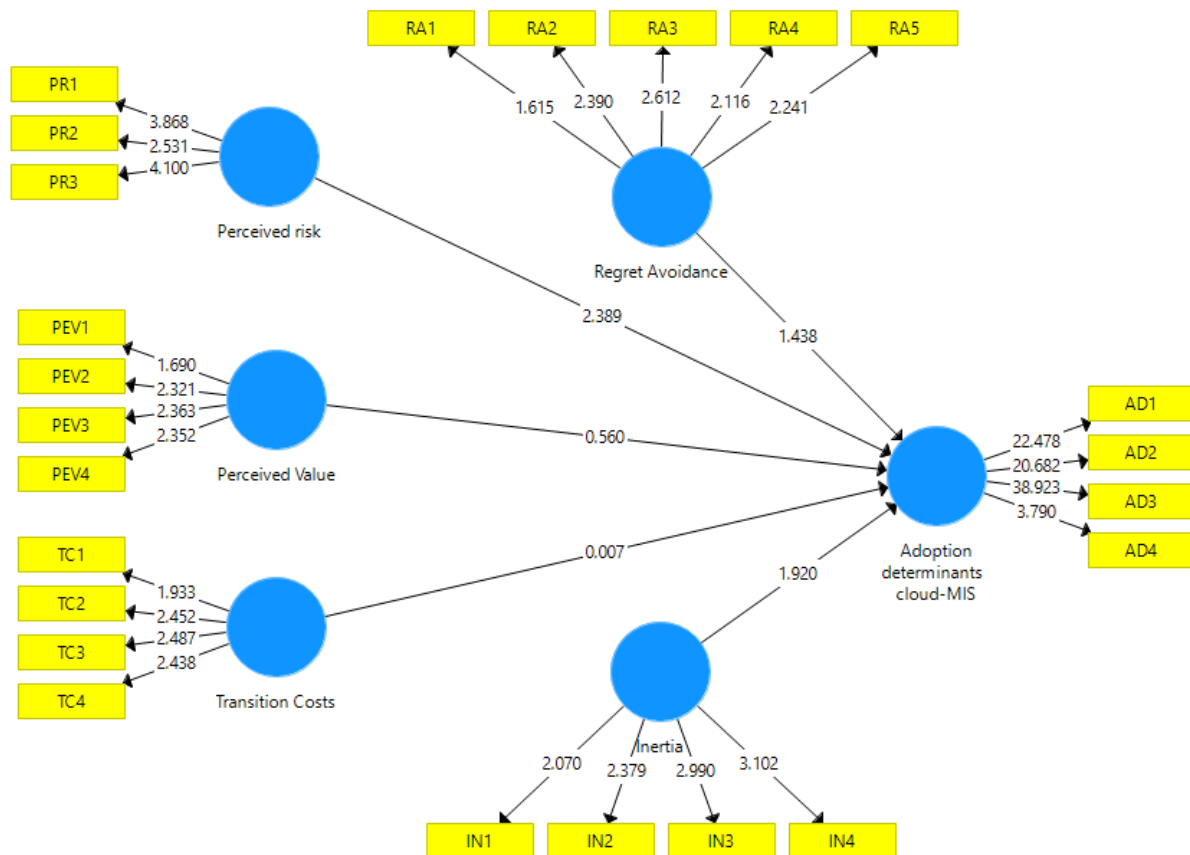 RA1
RA2
RA3
RA4
RA5
1.615
2.390
2.612
2.116
2.241
Regret Avoidance
1.438
PR1
PR2
PR3
3.868
2.531
4.100
Perceived risk
2.389
PEV1
PEV2
PEV3
PEV4
1.690
2.321
2.363
2.352
Perceived Value
0.560
TC1
TC2
TC3
TC4
1.933
2.452
2.487
2.438
Transition Costs
0.007
AD1
AD2
AD3
AD4
22.478
20.682
38.923
3.790
Adoption
determinants
cloud-MIS
1.920
Inertia
2.070
2.379
2.990
3.102
IN1
IN2
IN3
IN4